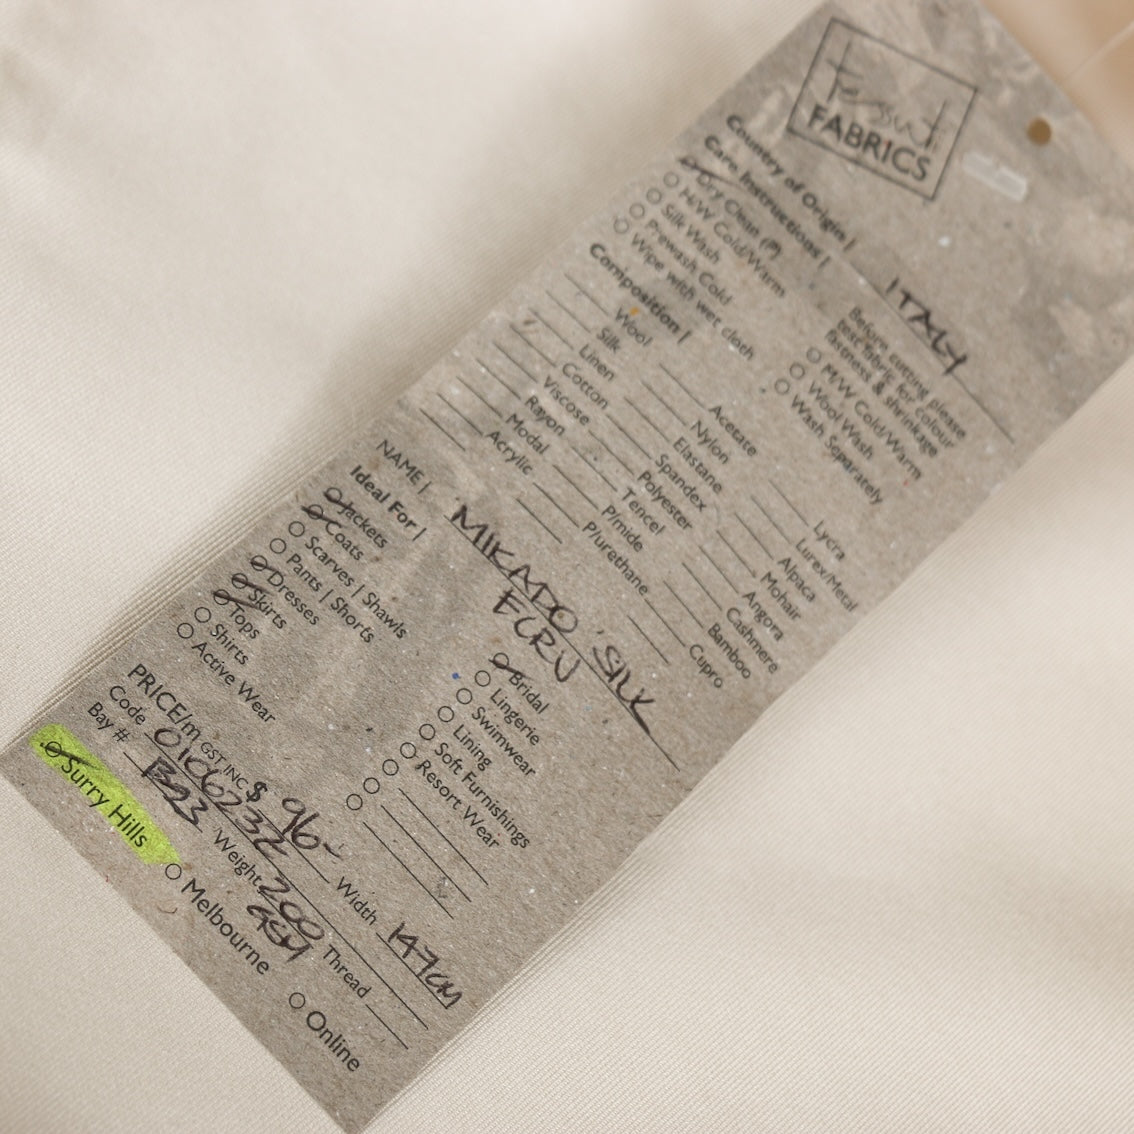 Tessuti
FABRICS
Country of Origin | ITALY
Care Instructions |
Dry Clean (P)
M/W Cold/Warm
Silk Wash
Prewash Cold
Wipe with wet cloth
Before cutting please
test fabric for colour
fastness & shrinkage
M/W Cold/Warm
Wool Wash
Wash Separately
Composition |
Wool
Silk
Linen
Cotton
Viscose
Rayon
Modal
Acrylic
Acetate
Nylon
Elastane
Spandex
Polyester
Tencel
P/mide
P/urethane
Lycra
Lurex/Metal
Alpaca
Mohair
Angora
Cashmere
Bamboo
Cupro
NAME | MIKADO SILK
ECRU
Ideal For |
Jackets
Coats
Scarves | Shawls
Pants | Shorts
Dresses
Skirts
Tops
Shirts
Active Wear
Bridal
Lingerie
Swimwear
Lining
Soft Furnishings
Resort Wear
PRICE/m GST INC $ 96- Width 147CM
Code 01066232 Weight 200 GSM Thread
Bay # B23
Surry Hills
Melbourne
Online